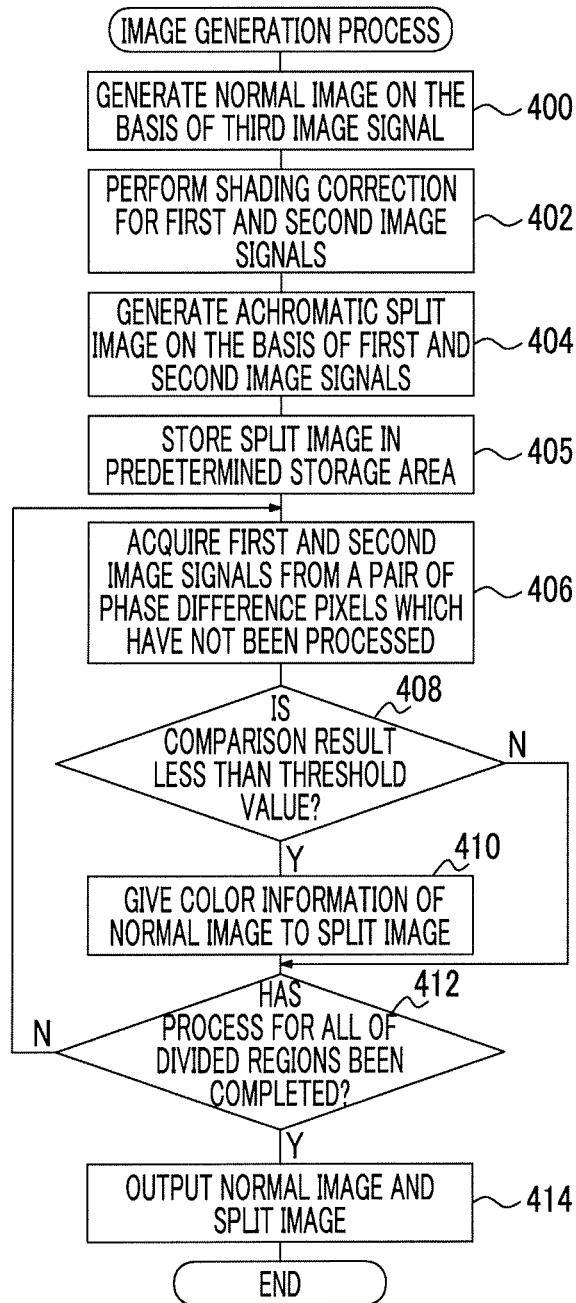 IMAGE GENERATION PROCESS
GENERATE NORMAL IMAGE ON THE
BASIS OF THIRD IMAGE SIGNAL
400
PERFORM SHADING CORRECTION
FOR FIRST AND SECOND IMAGE
SIGNALS
402
GENERATE ACHROMATIC SPLIT
IMAGE ON THE BASIS OF FIRST AND
SECOND IMAGE SIGNALS
404
STORE SPLIT IMAGE IN
PREDETERMINED STORAGE AREA
405
ACQUIRE FIRST AND SECOND
IMAGE SIGNALS FROM A PAIR OF
PHASE DIFFERENCE PIXELS WHICH
HAVE NOT BEEN PROCESSED
406
408
IS
COMPARISON RESULT
LESS THAN THRESHOLD
VALUE?
N
Y
410
GIVE COLOR INFORMATION OF
NORMAL IMAGE TO SPLIT IMAGE
412
HAS
PROCESS FOR ALL OF
DIVIDED REGIONS BEEN
COMPLETED?
N
Y
OUTPUT NORMAL IMAGE AND
SPLIT IMAGE
414
END